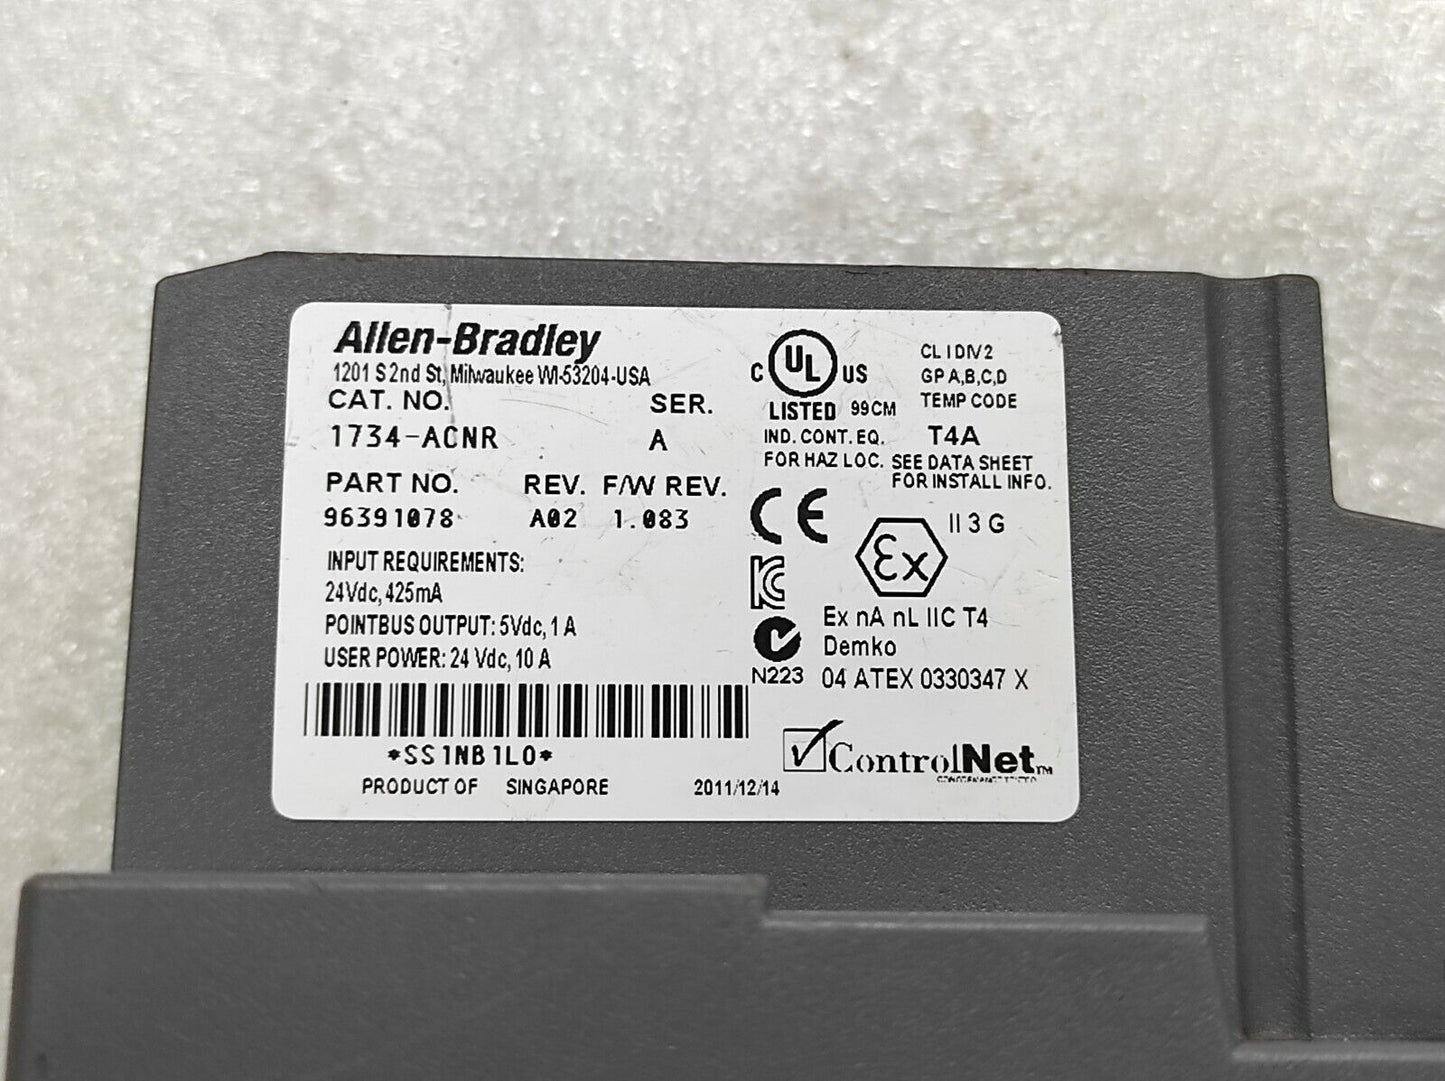 Allen-Bradley
1201 S 2nd St, Milwaukee WI-53204-USA
CAT. NO. SER.
1734-ACNR A
PART NO. REV. F/W REV.
96391078 A02 1.083
INPUT REQUIREMENTS:
24Vdc, 425mA
POINTBUS OUTPUT: 5Vdc, 1 A
USER POWER: 24 Vdc, 10 A
*SS1NB1L0*
PRODUCT OF SINGAPORE 2011/12/14
C UL US
LISTED 99CM
IND. CONT. EQ.
FOR HAZ LOC.
CL I DIV 2
GP A,B,C,D
TEMP CODE
T4A
SEE DATA SHEET
FOR INSTALL INFO.
CE
Ex II 3 G
KC
Ex nA nL IIC T4
Demko
N223 04 ATEX 0330347 X
ControlNet™